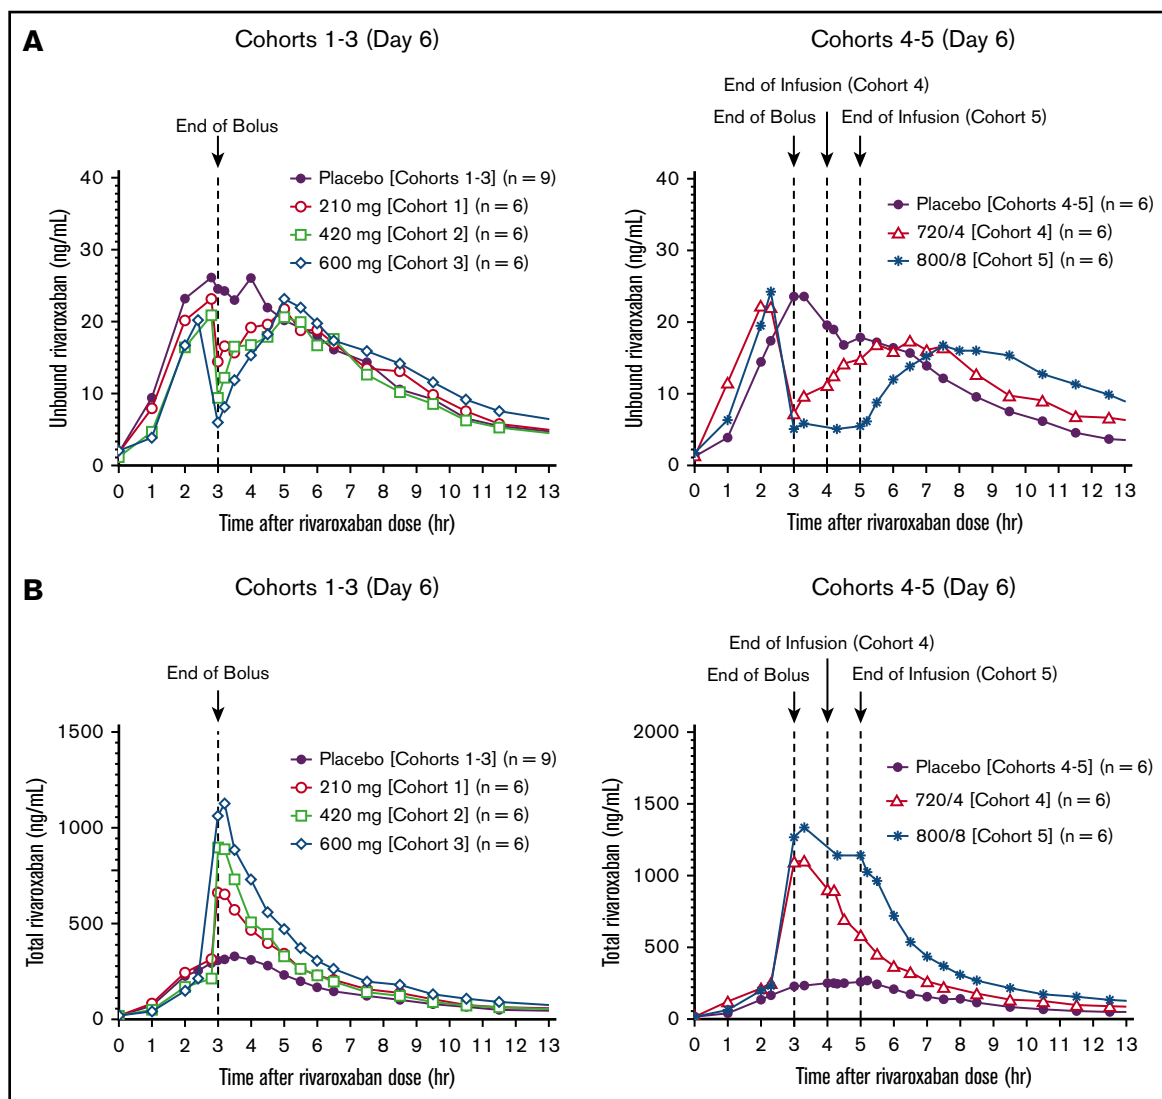 A
Cohorts 1-3 (Day 6)
End of Bolus
Placebo [Cohorts 1-3] (n = 9)
210 mg [Cohort 1] (n = 6)
420 mg [Cohort 2] (n = 6)
600 mg [Cohort 3] (n = 6)
Unbound rivaroxaban (ng/mL)
40
30
20
10
0
0 1 2 3 4 5 6 7 8 9 10 11 12 13
Time after rivaroxaban dose (hr)
Cohorts 4-5 (Day 6)
End of Infusion (Cohort 4)
End of Bolus
End of Infusion (Cohort 5)
Placebo [Cohorts 4-5] (n = 6)
720/4 [Cohort 4] (n = 6)
800/8 [Cohort 5] (n = 6)
Unbound rivaroxaban (ng/mL)
40
30
20
10
0
0 1 2 3 4 5 6 7 8 9 10 11 12 13
Time after rivaroxaban dose (hr)
B
Cohorts 1-3 (Day 6)
End of Bolus
Placebo [Cohorts 1-3] (n = 9)
210 mg [Cohort 1] (n = 6)
420 mg [Cohort 2] (n = 6)
600 mg [Cohort 3] (n = 6)
Total rivaroxaban (ng/mL)
1500
1000
500
0
0 1 2 3 4 5 6 7 8 9 10 11 12 13
Time after rivaroxaban dose (hr)
Cohorts 4-5 (Day 6)
End of Infusion (Cohort 4)
End of Bolus
End of Infusion (Cohort 5)
Placebo [Cohorts 4-5] (n = 6)
720/4 [Cohort 4] (n = 6)
800/8 [Cohort 5] (n = 6)
Total rivaroxaban (ng/mL)
2000
1500
1000
500
0
0 1 2 3 4 5 6 7 8 9 10 11 12 13
Time after rivaroxaban dose (hr)